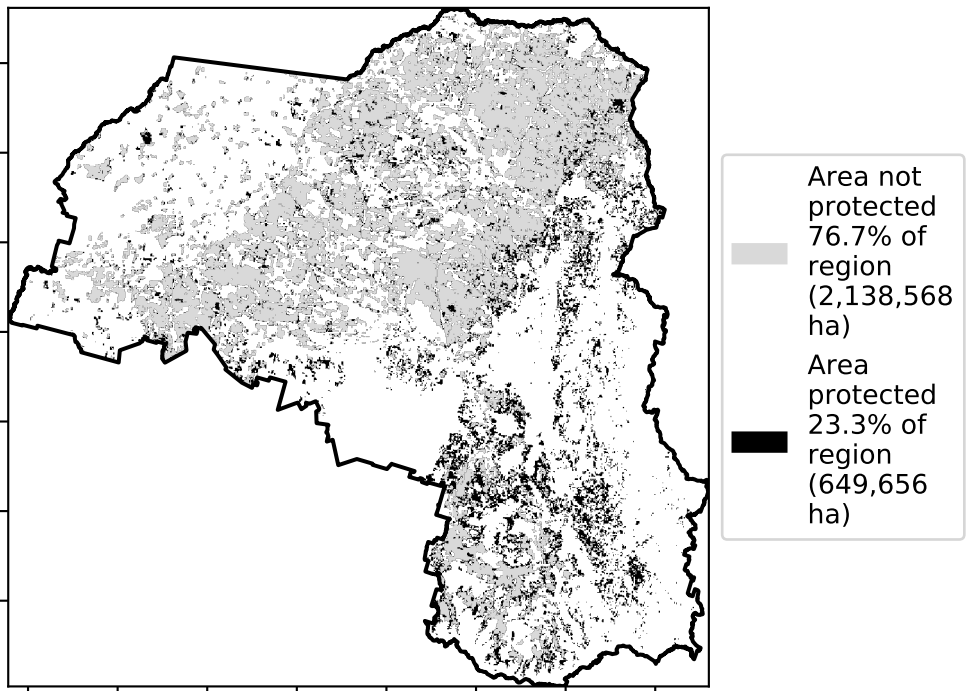 Area not
protected
76.7% of
region
(2,138,568
ha)
Area
protected
23.3% of
region
(649,656
ha)